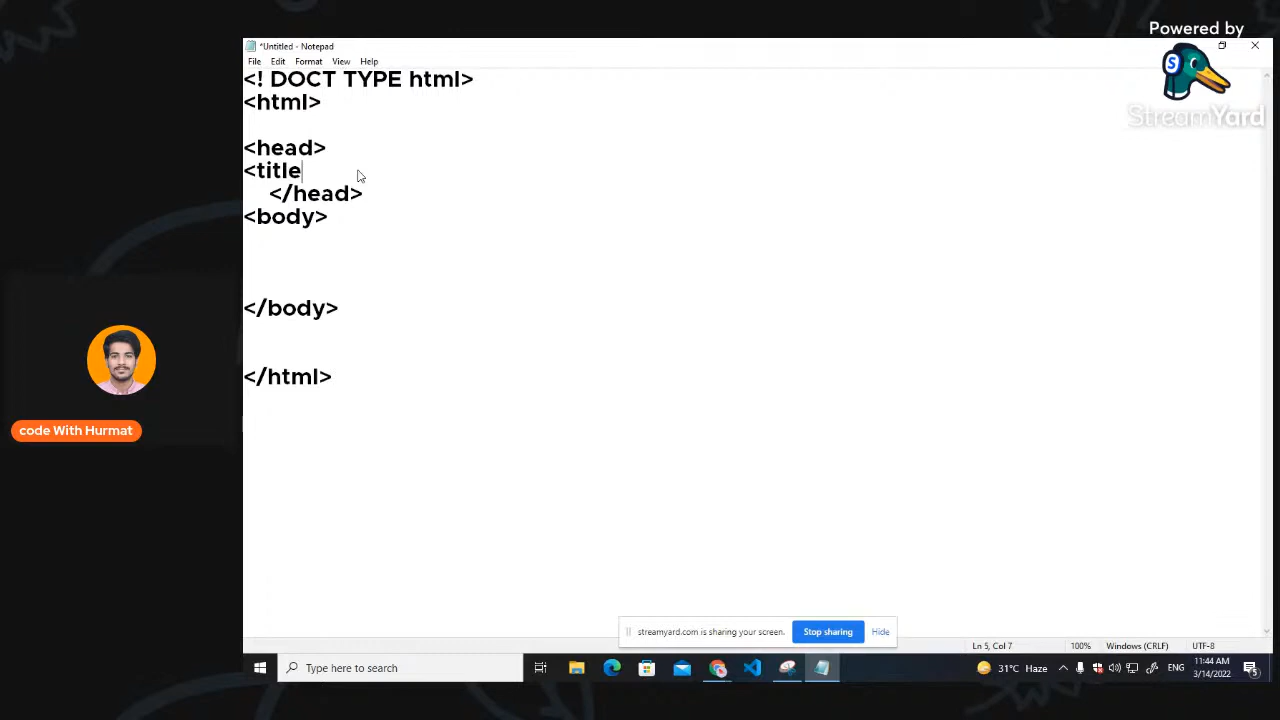 Powered by
StreamYard
*Untitled - Notepad
File Edit Format View Help
<! DOCT TYPE html>
<html>
<head>
<title
</head>
<body>
</body>
</html>
code With Hurmat
streamyard.com is sharing your screen. Stop sharing Hide
Ln 5, Col 7 100% Windows (CRLF) UTF-8
Type here to search
31°C Haze ENG 11:44 AM
3/14/2022
5